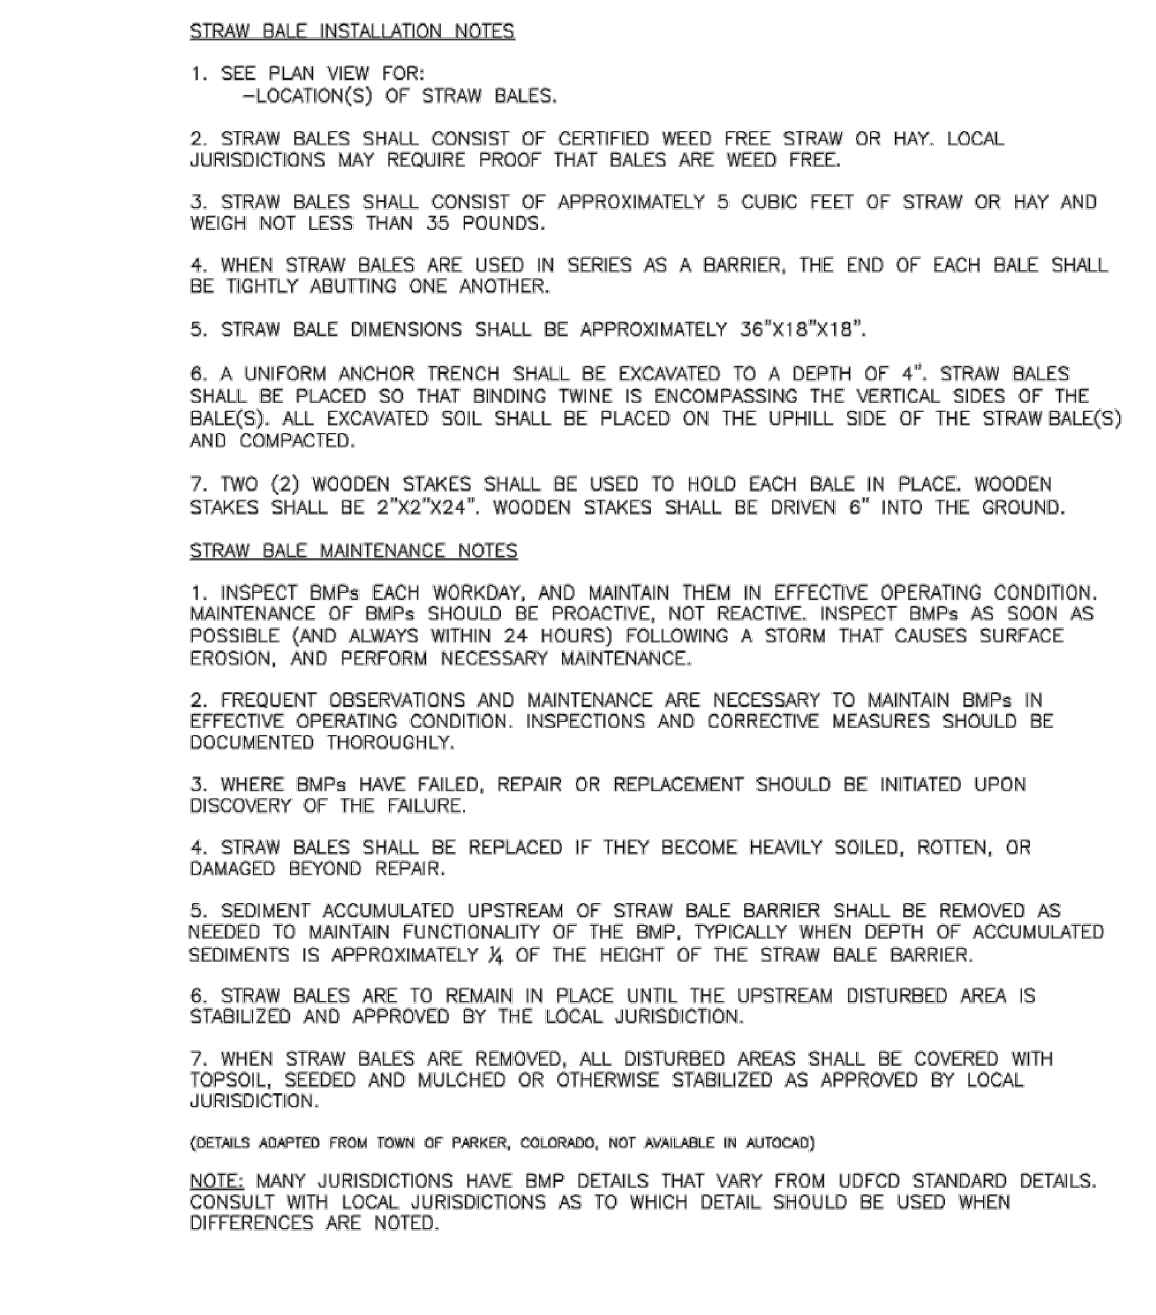 STRAW BALE INSTALLATION NOTES
1. SEE PLAN VIEW FOR:
–LOCATION(S) OF STRAW BALES.
2. STRAW BALES SHALL CONSIST OF CERTIFIED WEED FREE STRAW OR HAY. LOCAL
JURISDICTIONS MAY REQUIRE PROOF THAT BALES ARE WEED FREE.
3. STRAW BALES SHALL CONSIST OF APPROXIMATELY 5 CUBIC FEET OF STRAW OR HAY AND
WEIGH NOT LESS THAN 35 POUNDS.
4. WHEN STRAW BALES ARE USED IN SERIES AS A BARRIER, THE END OF EACH BALE SHALL
BE TIGHTLY ABUTTING ONE ANOTHER.
5. STRAW BALE DIMENSIONS SHALL BE APPROXIMATELY 36"X18"X18".
6. A UNIFORM ANCHOR TRENCH SHALL BE EXCAVATED TO A DEPTH OF 4". STRAW BALES
SHALL BE PLACED SO THAT BINDING TWINE IS ENCOMPASSING THE VERTICAL SIDES OF THE
BALE(S). ALL EXCAVATED SOIL SHALL BE PLACED ON THE UPHILL SIDE OF THE STRAW BALE(S)
AND COMPACTED.
7. TWO (2) WOODEN STAKES SHALL BE USED TO HOLD EACH BALE IN PLACE. WOODEN
STAKES SHALL BE 2"X2"X24". WOODEN STAKES SHALL BE DRIVEN 6" INTO THE GROUND.
STRAW BALE MAINTENANCE NOTES
1. INSPECT BMPs EACH WORKDAY, AND MAINTAIN THEM IN EFFECTIVE OPERATING CONDITION.
MAINTENANCE OF BMPs SHOULD BE PROACTIVE, NOT REACTIVE. INSPECT BMPs AS SOON AS
POSSIBLE (AND ALWAYS WITHIN 24 HOURS) FOLLOWING A STORM THAT CAUSES SURFACE
EROSION, AND PERFORM NECESSARY MAINTENANCE.
2. FREQUENT OBSERVATIONS AND MAINTENANCE ARE NECESSARY TO MAINTAIN BMPs IN
EFFECTIVE OPERATING CONDITION. INSPECTIONS AND CORRECTIVE MEASURES SHOULD BE
DOCUMENTED THOROUGHLY.
3. WHERE BMPs HAVE FAILED, REPAIR OR REPLACEMENT SHOULD BE INITIATED UPON
DISCOVERY OF THE FAILURE.
4. STRAW BALES SHALL BE REPLACED IF THEY BECOME HEAVILY SOILED, ROTTEN, OR
DAMAGED BEYOND REPAIR.
5. SEDIMENT ACCUMULATED UPSTREAM OF STRAW BALE BARRIER SHALL BE REMOVED AS
NEEDED TO MAINTAIN FUNCTIONALITY OF THE BMP, TYPICALLY WHEN DEPTH OF ACCUMULATED
SEDIMENTS IS APPROXIMATELY ¼ OF THE HEIGHT OF THE STRAW BALE BARRIER.
6. STRAW BALES ARE TO REMAIN IN PLACE UNTIL THE UPSTREAM DISTURBED AREA IS
STABILIZED AND APPROVED BY THE LOCAL JURISDICTION.
7. WHEN STRAW BALES ARE REMOVED, ALL DISTURBED AREAS SHALL BE COVERED WITH
TOPSOIL, SEEDED AND MULCHED OR OTHERWISE STABILIZED AS APPROVED BY LOCAL
JURISDICTION.
(DETAILS ADAPTED FROM TOWN OF PARKER, COLORADO, NOT AVAILABLE IN AUTOCAD)
NOTE: MANY JURISDICTIONS HAVE BMP DETAILS THAT VARY FROM UDFCD STANDARD DETAILS.
CONSULT WITH LOCAL JURISDICTIONS AS TO WHICH DETAIL SHOULD BE USED WHEN
DIFFERENCES ARE NOTED.